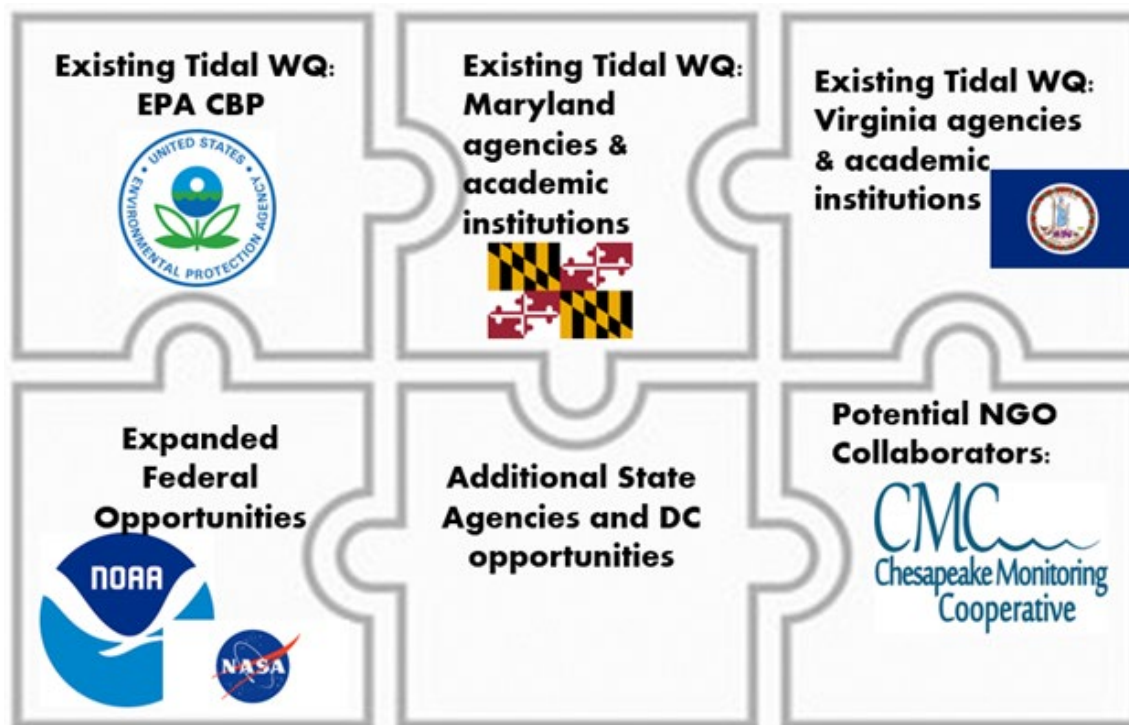 Existing Tidal WQ:
EPA CBP
UNITED STATES
ENVIRONMENTAL PROTECTION AGENCY
Existing Tidal WQ:
Maryland
agencies &
academic
institutions
Existing Tidal WQ:
Virginia agencies
& academic
institutions
Expanded
Federal
Opportunities
NOAA
NASA
Additional State
Agencies and DC
opportunities
Potential NGO
Collaborators:
CMC
Chesapeake Monitoring
Cooperative